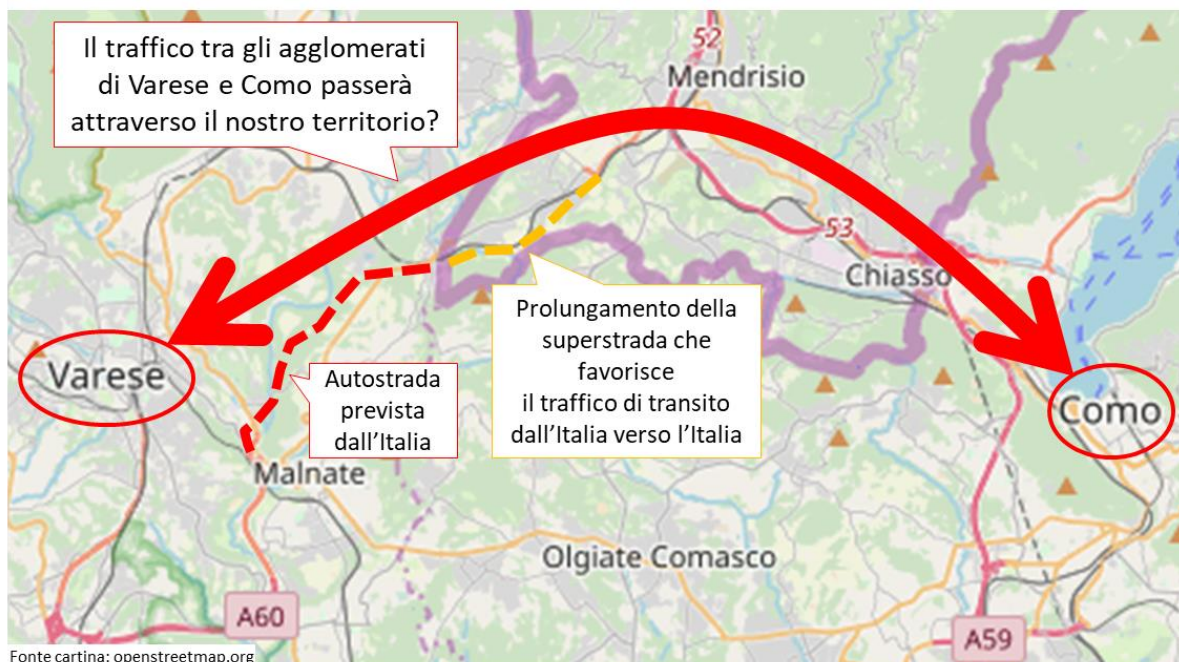 Il traffico tra gli agglomerati
di Varese e Como passerà
attraverso il nostro territorio?
52
Mendrisio
53
Chiasso
Prolungamento della
superstrada che
favorisce
il traffico di transito
dall'Italia verso l'Italia
Varese
Autostrada
prevista
dall'Italia
Como
Malnate
Olgiate Comasco
A60
A59
Fonte cartina: openstreetmap.org